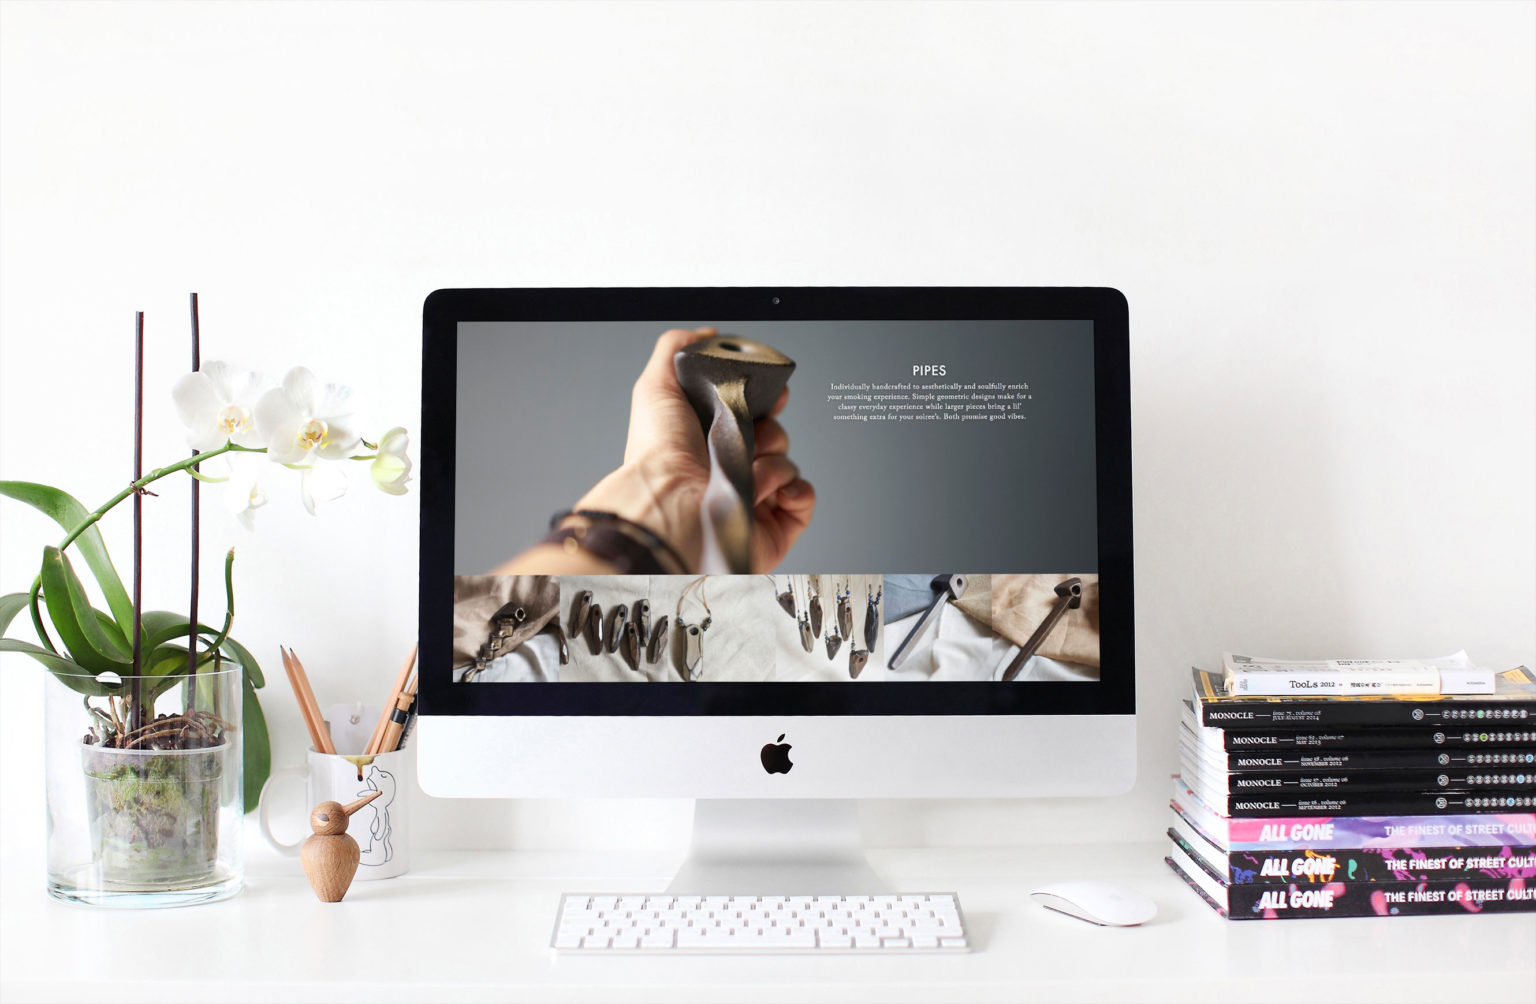 PIPES
Individually handcrafted to aesthetically and soulfully enrich
your smoking experience. Simple geometric designs make for a
classy everyday experience while larger pieces bring a lil'
something extra for your soiree's. Both promise good vibes.
TooLs 2012
MONOCLE — issue 75 . volume 08
JULY/AUGUST 2014
MONOCLE — issue 63 . volume 07
MAY 2013
MONOCLE — issue 58 . volume 06
NOVEMBER 2012
MONOCLE — issue 57 . volume 06
OCTOBER 2012
MONOCLE — issue 56 . volume 06
SEPTEMBER 2012
ALL GONE THE FINEST OF STREET CULT
ALL GONE THE FINEST OF STREET CULT
ALL GONE THE FINEST OF STREET CULT